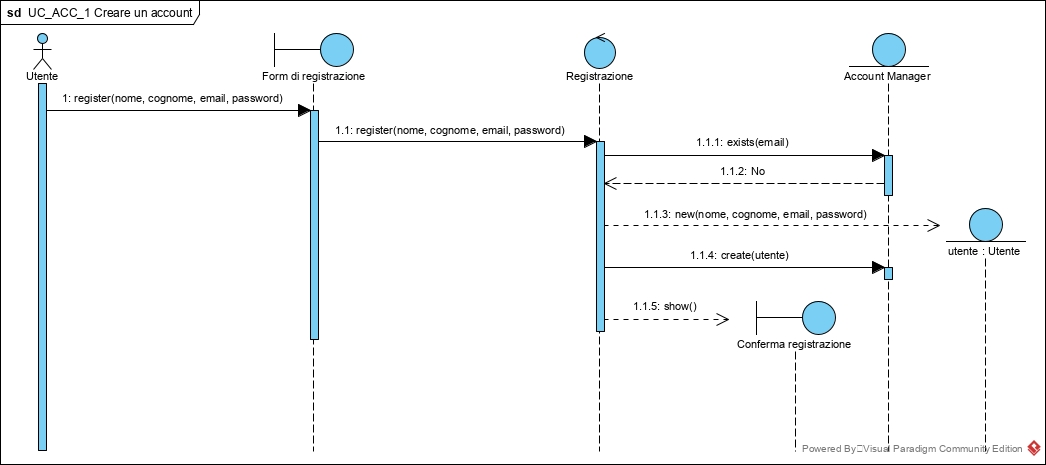 sd UC_ACC_1 Creare un account
Utente
Form di registrazione
Registrazione
Account Manager
1: register(nome, cognome, email, password)
1.1: register(nome, cognome, email, password)
1.1.1: exists(email)
1.1.2: No
1.1.3: new(nome, cognome, email, password)
utente : Utente
1.1.4: create(utente)
1.1.5: show()
Conferma registrazione
Powered By Visual Paradigm Community Edition